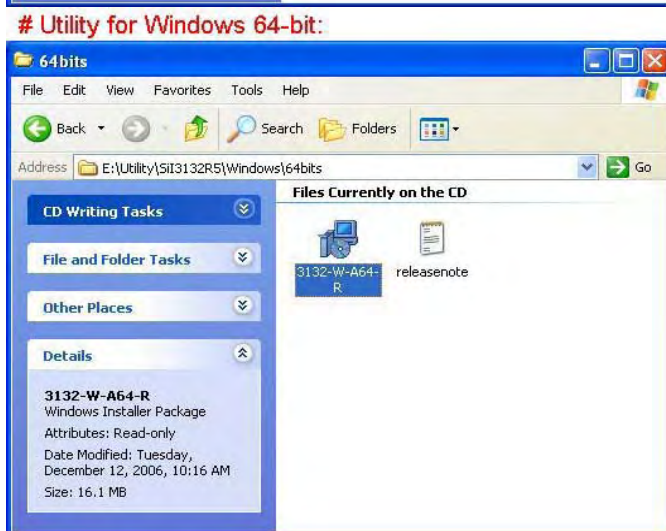 # Utility for Windows 64-bit:
64bits
File Edit View Favorites Tools Help
Back Search Folders
Address E:\Utility\SiI3132R5\Windows\64bits Go
Files Currently on the CD
CD Writing Tasks
3132-W-A64-
R
releasenote
File and Folder Tasks
Other Places
Details
3132-W-A64-R
Windows Installer Package
Attributes: Read-only
Date Modified: Tuesday,
December 12, 2006, 10:16 AM
Size: 16.1 MB